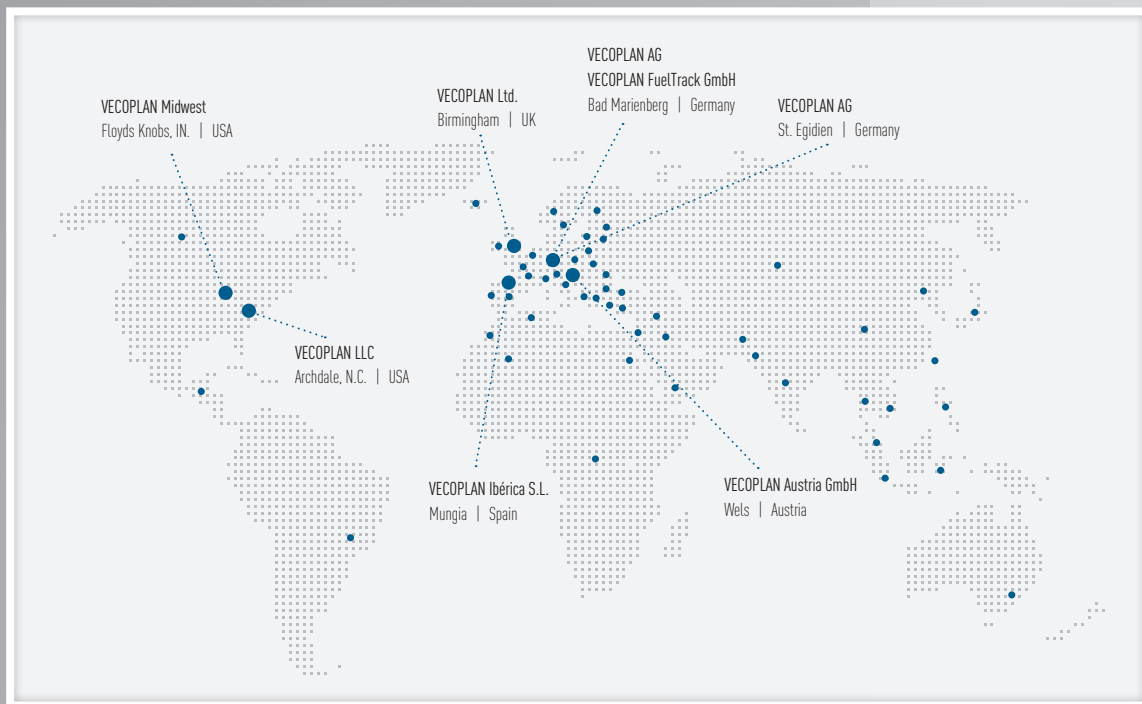 VECOPLAN AG
VECOPLAN FuelTrack GmbH
Bad Marienberg | Germany
VECOPLAN Ltd.
Birmingham | UK
VECOPLAN Midwest
Floyds Knobs, IN. | USA
VECOPLAN AG
St. Egidien | Germany
VECOPLAN LLC
Archdale, N.C. | USA
VECOPLAN Ibérica S.L.
Mungia | Spain
VECOPLAN Austria GmbH
Wels | Austria